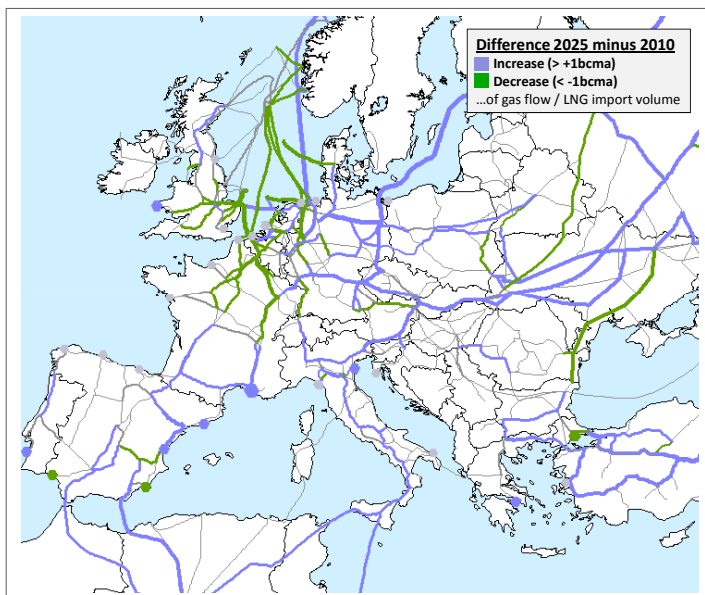 Difference 2025 minus 2010
Increase (> +1bcma)
Decrease (< -1bcma)
...of gas flow / LNG import volume